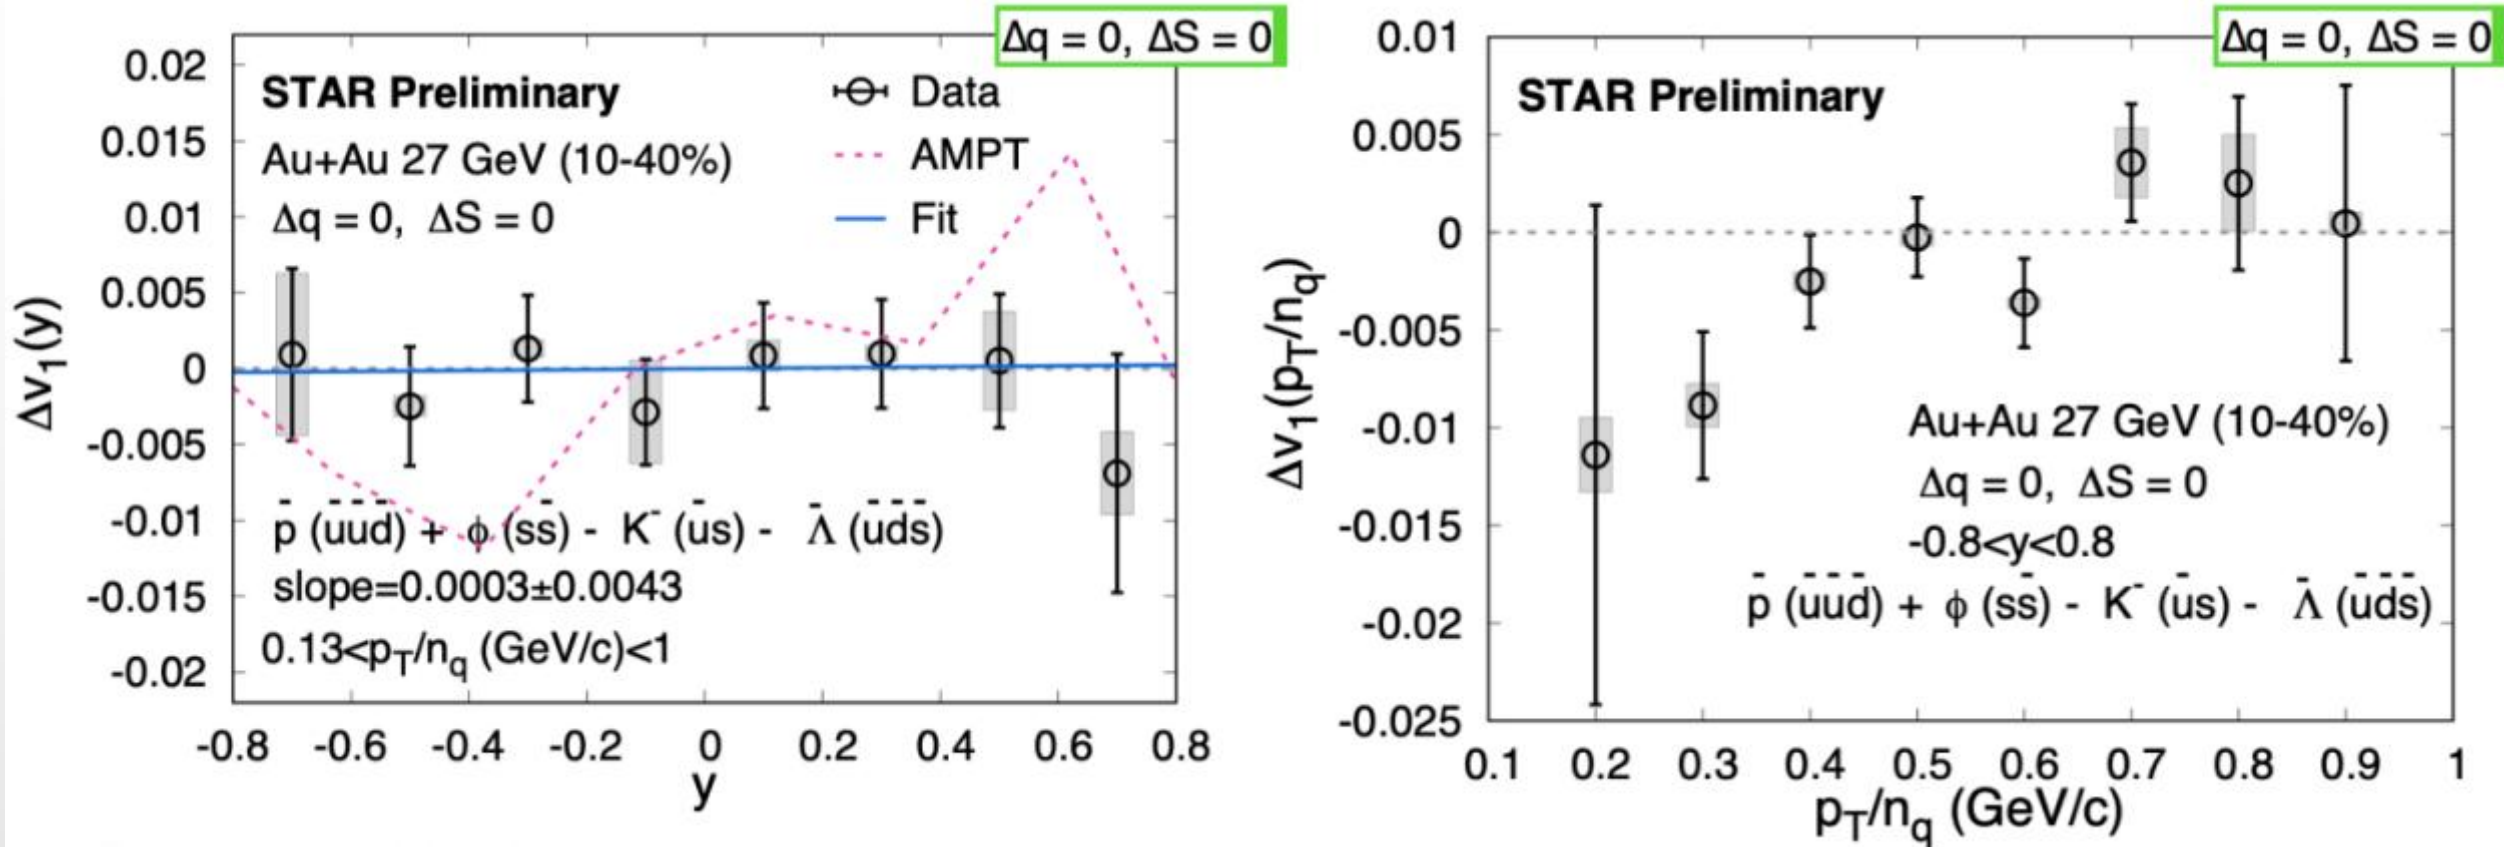 Δq = 0, ΔS = 0
STAR Preliminary
Au+Au 27 GeV (10-40%)
Δq = 0, ΔS = 0
Data
AMPT
Fit
0.02
0.015
0.01
0.005
0
-0.005
-0.01
-0.015
-0.02
Δv₁(y)
p̄ (ūūd̄) + ϕ (ss̄) - K⁻ (ūs) - Λ̄ (ūd̄s̄)
slope=0.0003±0.0043
0.13<p_T/n_q (GeV/c)<1
-0.8 -0.6 -0.4 -0.2 0 0.2 0.4 0.6 0.8
y
Δq = 0, ΔS = 0
STAR Preliminary
0.01
0.005
0
-0.005
-0.01
-0.015
-0.02
-0.025
Δv₁(p_T/n_q)
Au+Au 27 GeV (10-40%)
Δq = 0, ΔS = 0
-0.8<y<0.8
p̄ (ūūd̄) + ϕ (ss̄) - K⁻ (ūs) - Λ̄ (ūd̄s̄)
0.1 0.2 0.3 0.4 0.5 0.6 0.7 0.8 0.9 1
p_T/n_q (GeV/c)